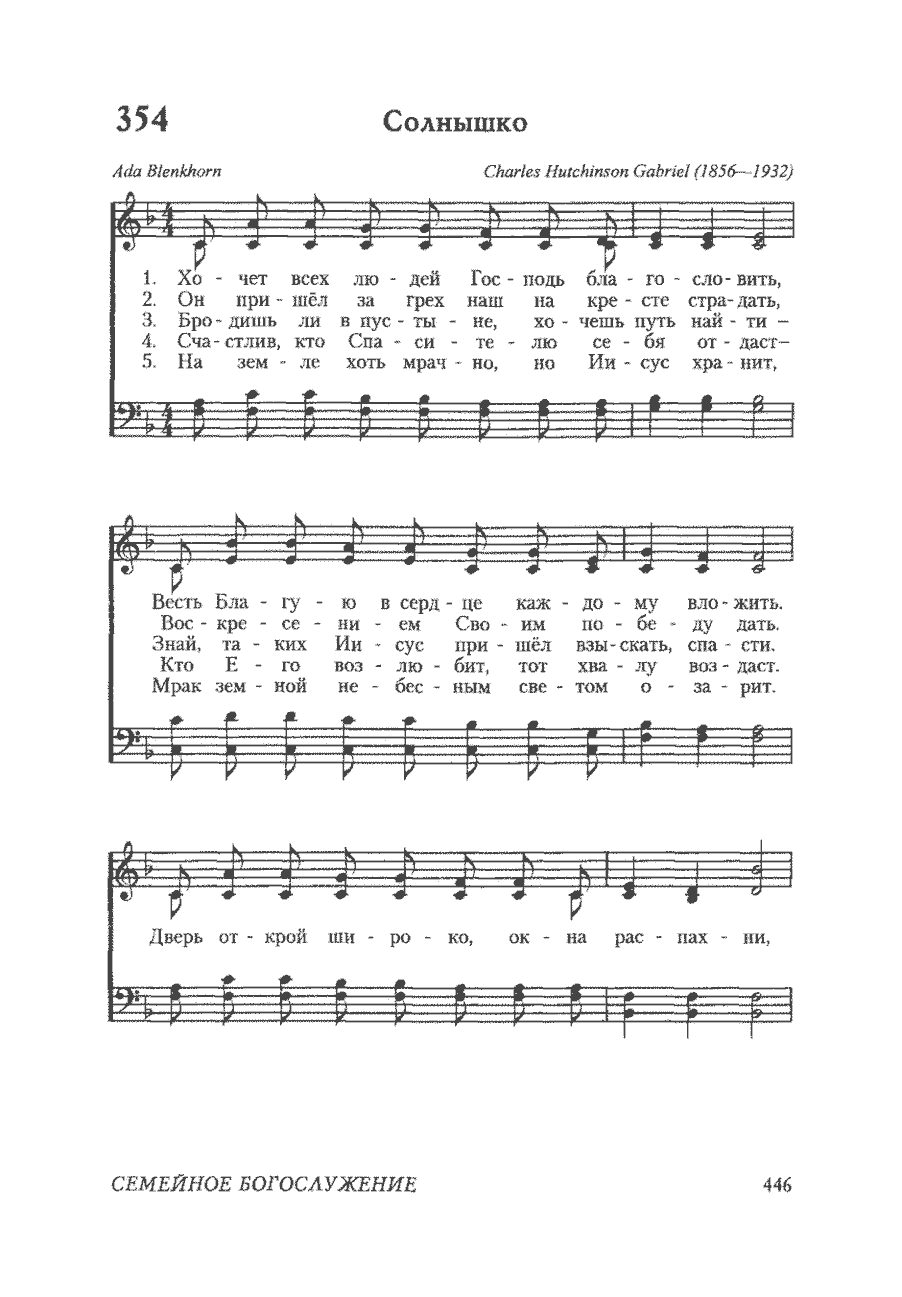 354 Солнышко
Ada Blenkhorn Charles Hutchinson Gabriel (1856—1932)
4
4
1. Хо - чет всех лю - дей Гос - подь бла - го - сло - вить,
2. Он при - шёл за грех наш на кре - сте стра - дать,
3. Бро - дишь ли в пус - ты - не, хо - чешь путь най - ти –
4. Сча - стлив, кто Спа - си - те - лю се - бя от - даст–
5. На зем - ле хоть мрач - но, но Ии - сус хра - нит,
4
4
Весть Бла - гу - ю в серд - це каж - до - му вло - жить.
Вос - кре - се - ни - ем Сво - им по - бе - ду дать.
Знай, та - ких Ии - сус при - шёл взы - скать, спа - сти.
Кто Е - го воз - лю - бит, тот хва - лу воз - даст.
Мрак зем - ной не - бес - ным све - том о - за - рит.
Дверь от - крой ши - ро - ко, ок - на рас - пах - ни,
СЕМЕЙНОЕ БОГОСЛУЖЕНИЕ 446